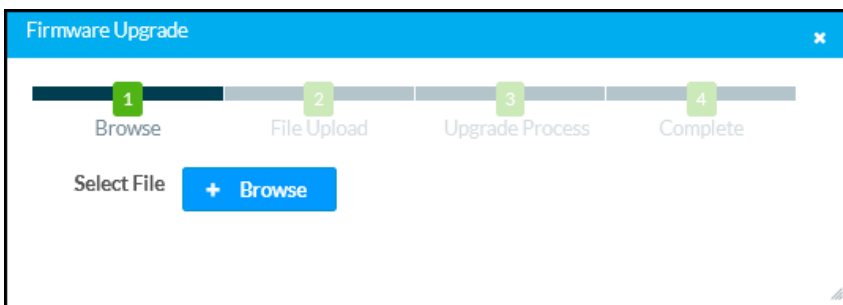 Firmware Upgrade
1 2 3 4
Browse File Upload Upgrade Process Complete
Select File + Browse